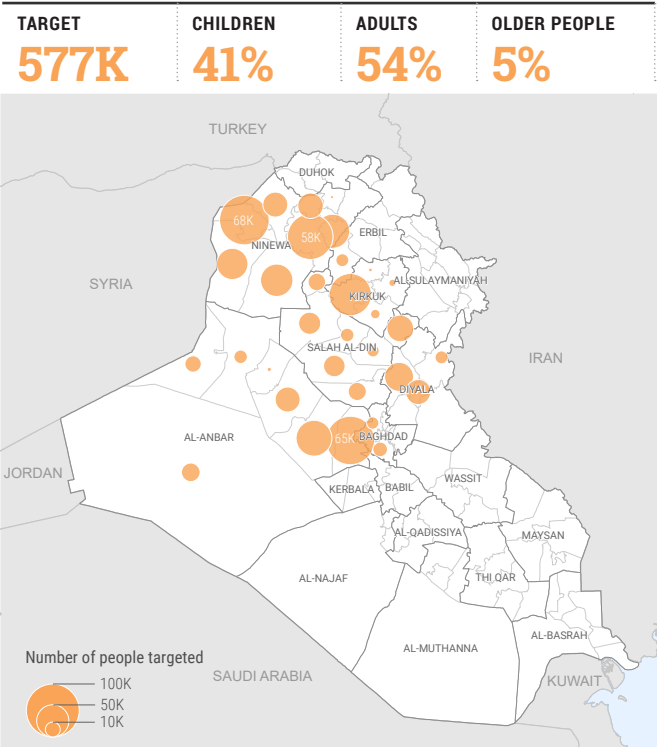 TARGET
577K
CHILDREN
41%
ADULTS
54%
OLDER PEOPLE
5%
TURKEY
DUHOK
68K
58K
ERBIL
NINEWA
SYRIA
AL-SULAYMANIYAH
KIRKUK
SALAH AL-DIN
IRAN
DIYALA
AL-ANBAR
65K
BAGHDAD
JORDAN
WASSIT
KERBALA
BABIL
AL-QADISSIYA
MAYSAN
AL-NAJAF
THI QAR
AL-BASRAH
AL-MUTHANNA
Number of people targeted
SAUDI ARABIA
KUWAIT
100K
50K
10K